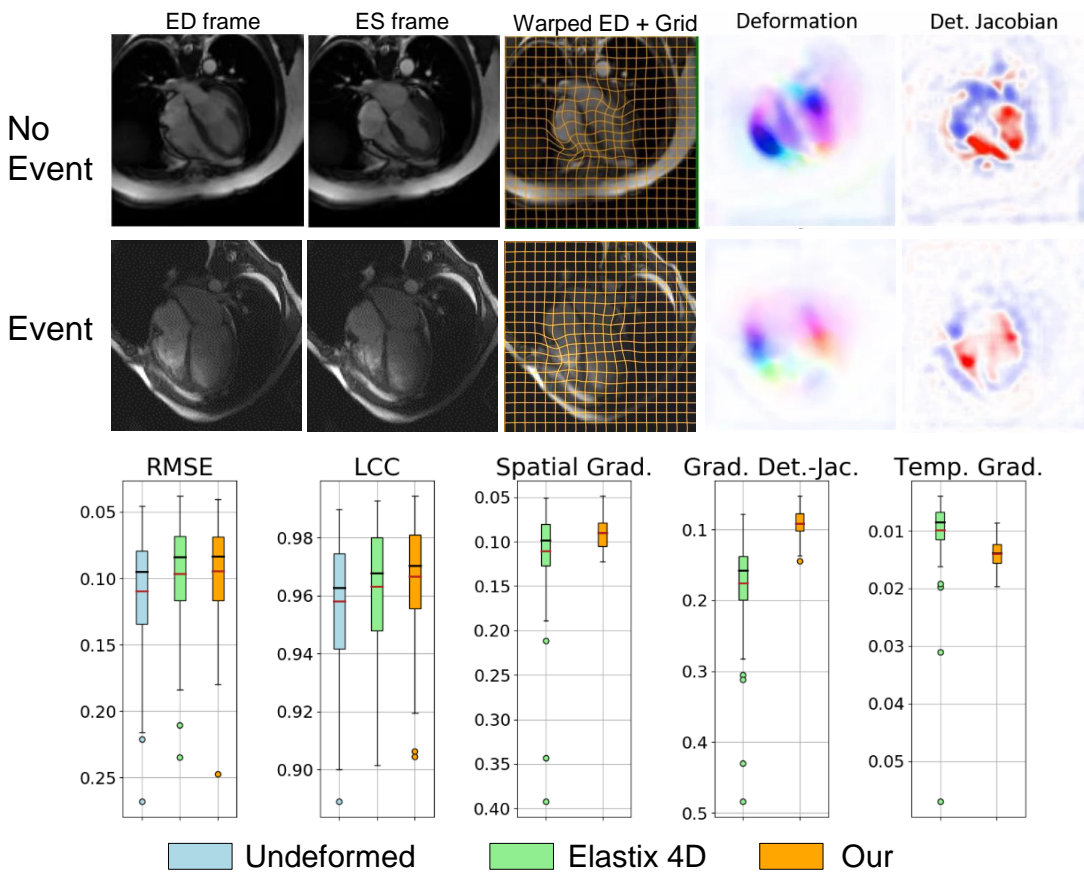 ED frame
ES frame
Warped ED + Grid
Deformation
Det. Jacobian
No
Event
Event
RMSE
LCC
Spatial Grad.
Grad. Det.-Jac.
Temp. Grad.
0.05
0.10
0.15
0.20
0.25
0.98
0.96
0.94
0.92
0.90
0.05
0.10
0.15
0.20
0.25
0.30
0.35
0.40
0.1
0.2
0.3
0.4
0.5
0.01
0.02
0.03
0.04
0.05
Undeformed
Elastix 4D
Our